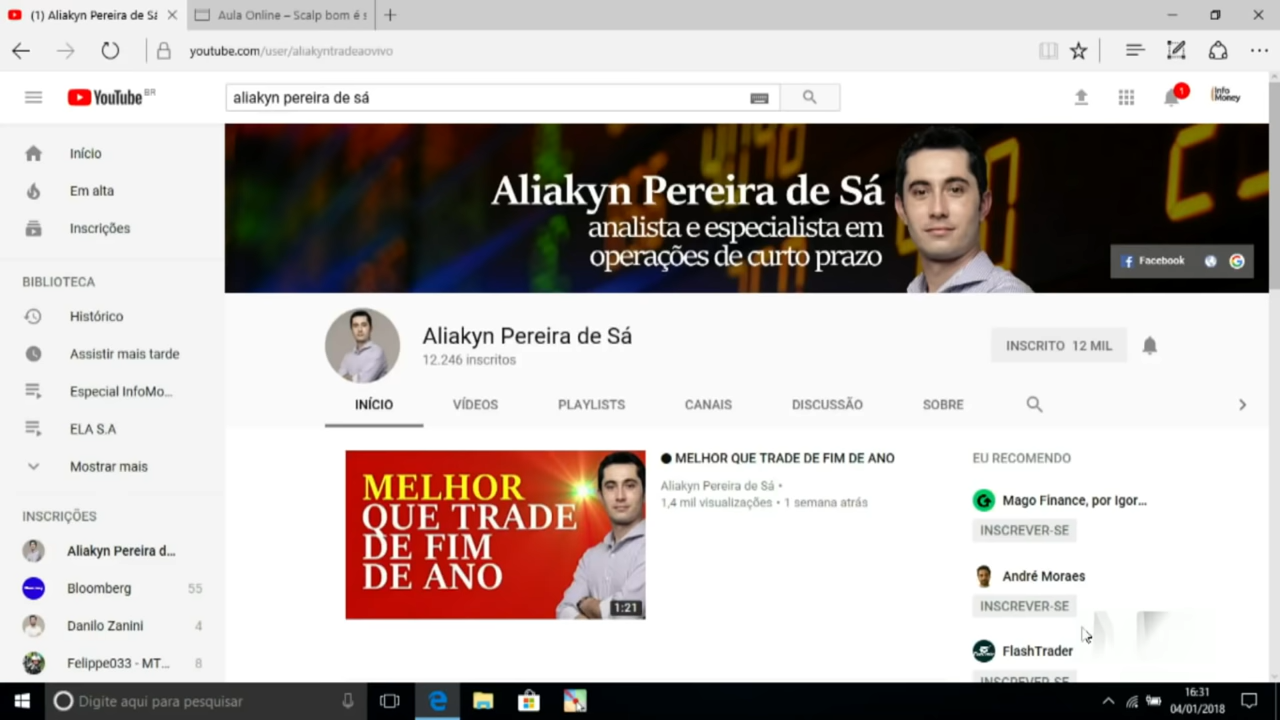 (1) Aliakyn Pereira de Sá
Aula Online – Scalp bom é s
youtube.com/user/aliakyntradeaovivo
YouTube BR
aliakyn pereira de sá
1
Info Money
Início
Em alta
Inscrições
BIBLIOTECA
Histórico
Assistir mais tarde
Especial InfoMo...
ELA S.A
Mostrar mais
INSCRIÇÕES
Aliakyn Pereira d...
Bloomberg 55
Danilo Zanini 4
Felippe033 - MT... 8
Aliakyn Pereira de Sá
analista e especialista em
operações de curto prazo
Facebook
Aliakyn Pereira de Sá
12.246 inscritos
INSCRITO 12 MIL
INÍCIO VÍDEOS PLAYLISTS CANAIS DISCUSSÃO SOBRE
MELHOR
QUE TRADE
DE FIM
DE ANO
1:21
MELHOR QUE TRADE DE FIM DE ANO
Aliakyn Pereira de Sá •
1,4 mil visualizações • 1 semana atrás
EU RECOMENDO
Mago Finance, por Igor...
INSCREVER-SE
André Moraes
INSCREVER-SE
FlashTrader
INSCREVER-SE
Digite aqui para pesquisar
16:31
04/01/2018